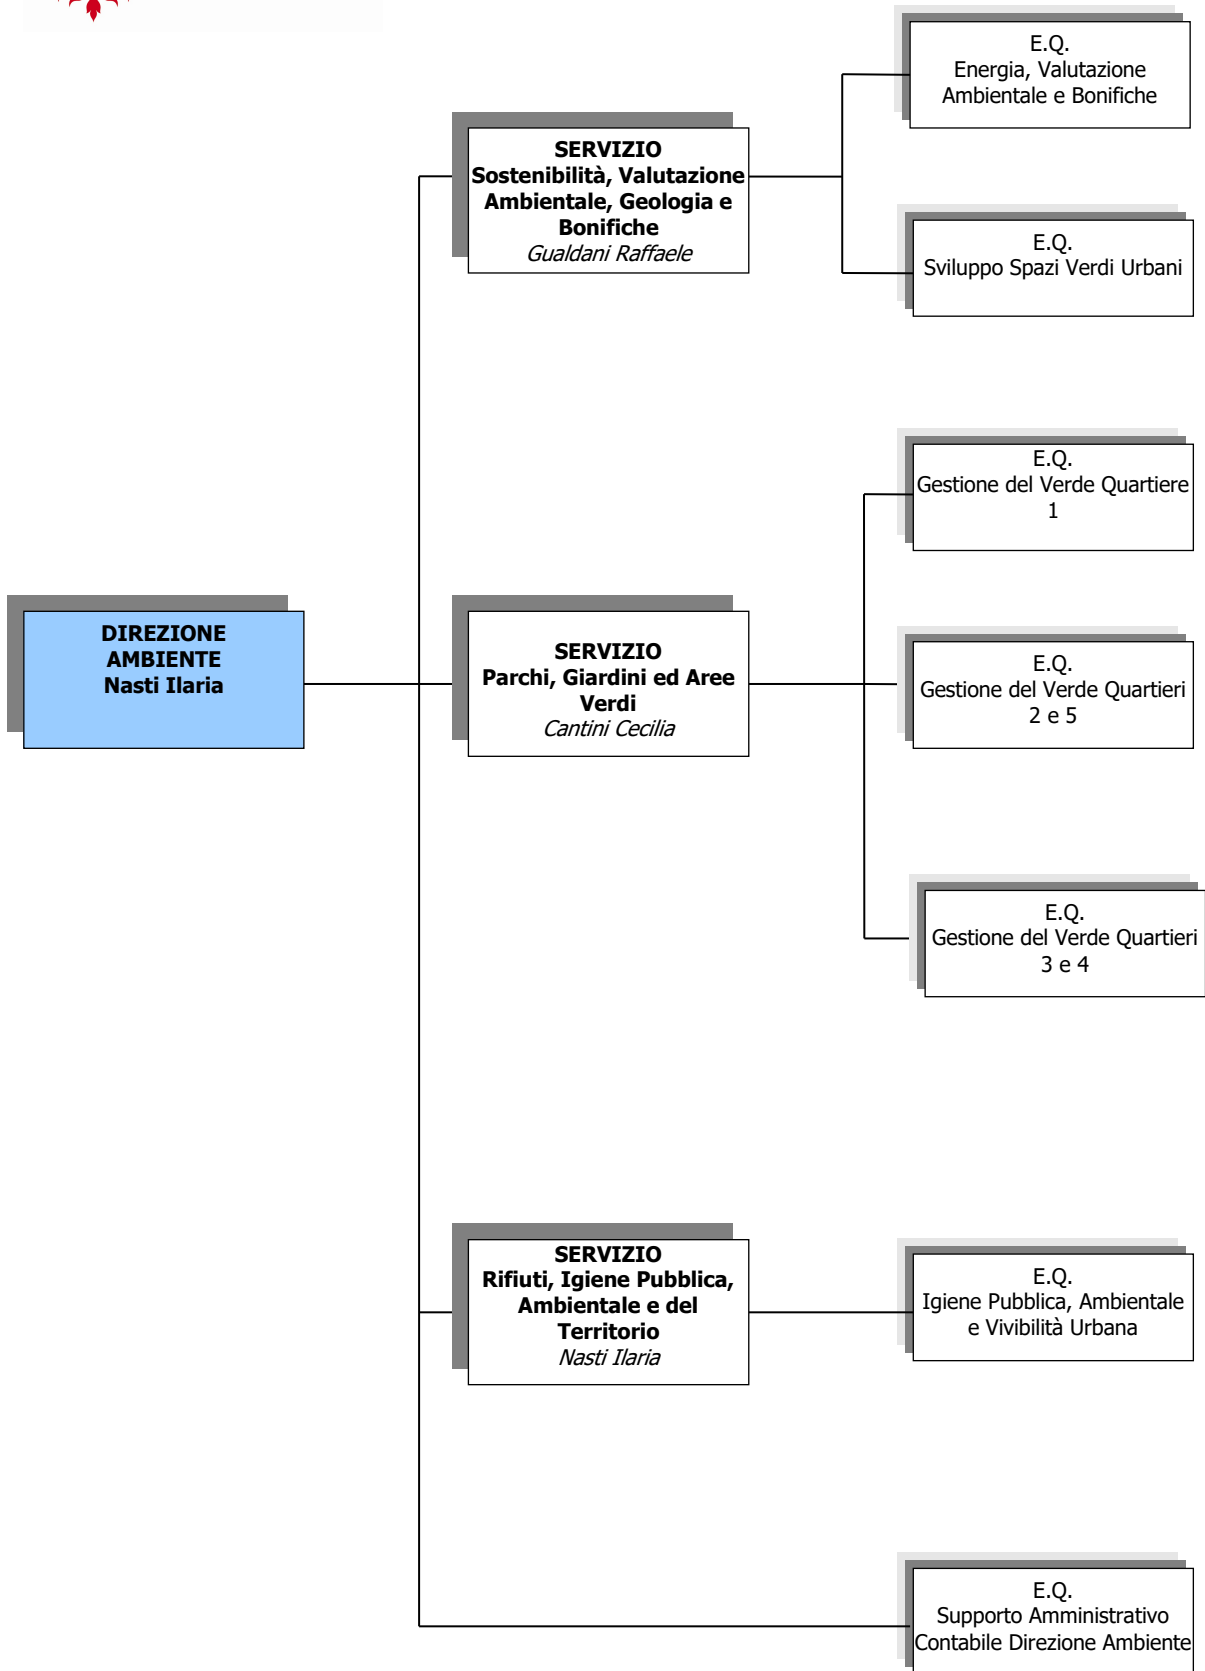 E.Q.
Energia, Valutazione
Ambientale e Bonifiche
SERVIZIO
Sostenibilità, Valutazione
Ambientale, Geologia e
Bonifiche
Gualdani Raffaele
E.Q.
Sviluppo Spazi Verdi Urbani
E.Q.
Gestione del Verde Quartiere
1
DIREZIONE
AMBIENTE
Nasti Ilaria
SERVIZIO
Parchi, Giardini ed Aree
Verdi
Cantini Cecilia
E.Q.
Gestione del Verde Quartieri
2 e 5
E.Q.
Gestione del Verde Quartieri
3 e 4
SERVIZIO
Rifiuti, Igiene Pubblica,
Ambientale e del
Territorio
Nasti Ilaria
E.Q.
Igiene Pubblica, Ambientale
e Vivibilità Urbana
E.Q.
Supporto Amministrativo
Contabile Direzione Ambiente